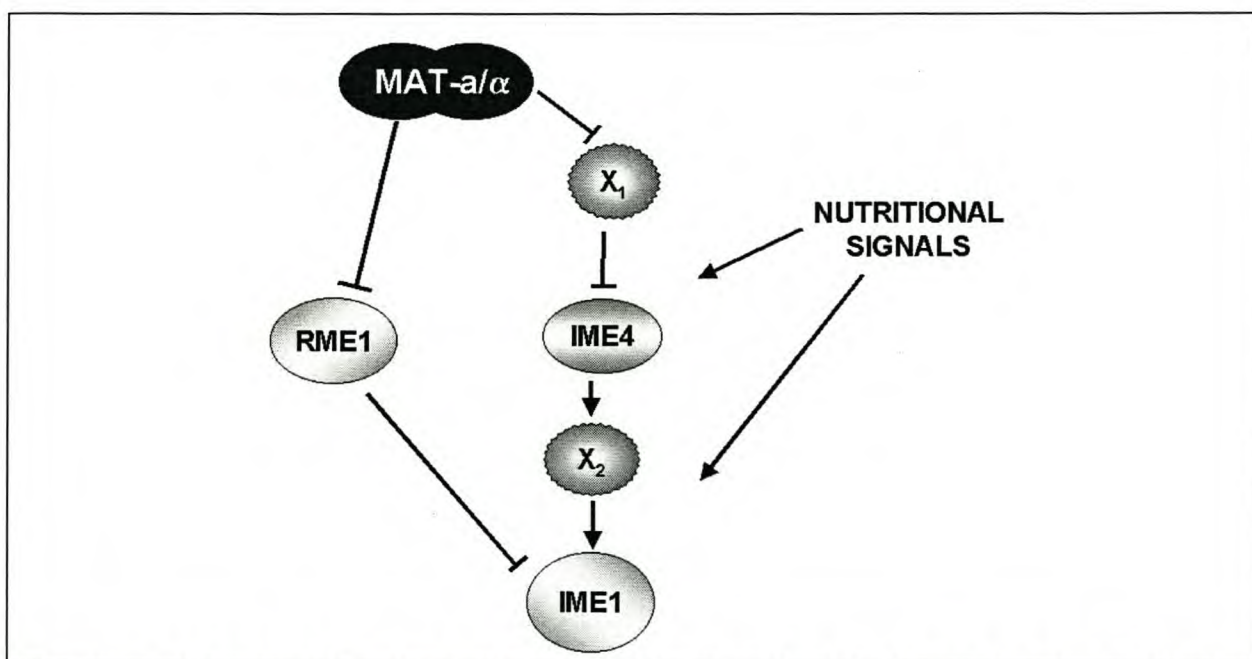 MAT-a/α
X₁
NUTRITIONAL
SIGNALS
RME1
IME4
X₂
IME1